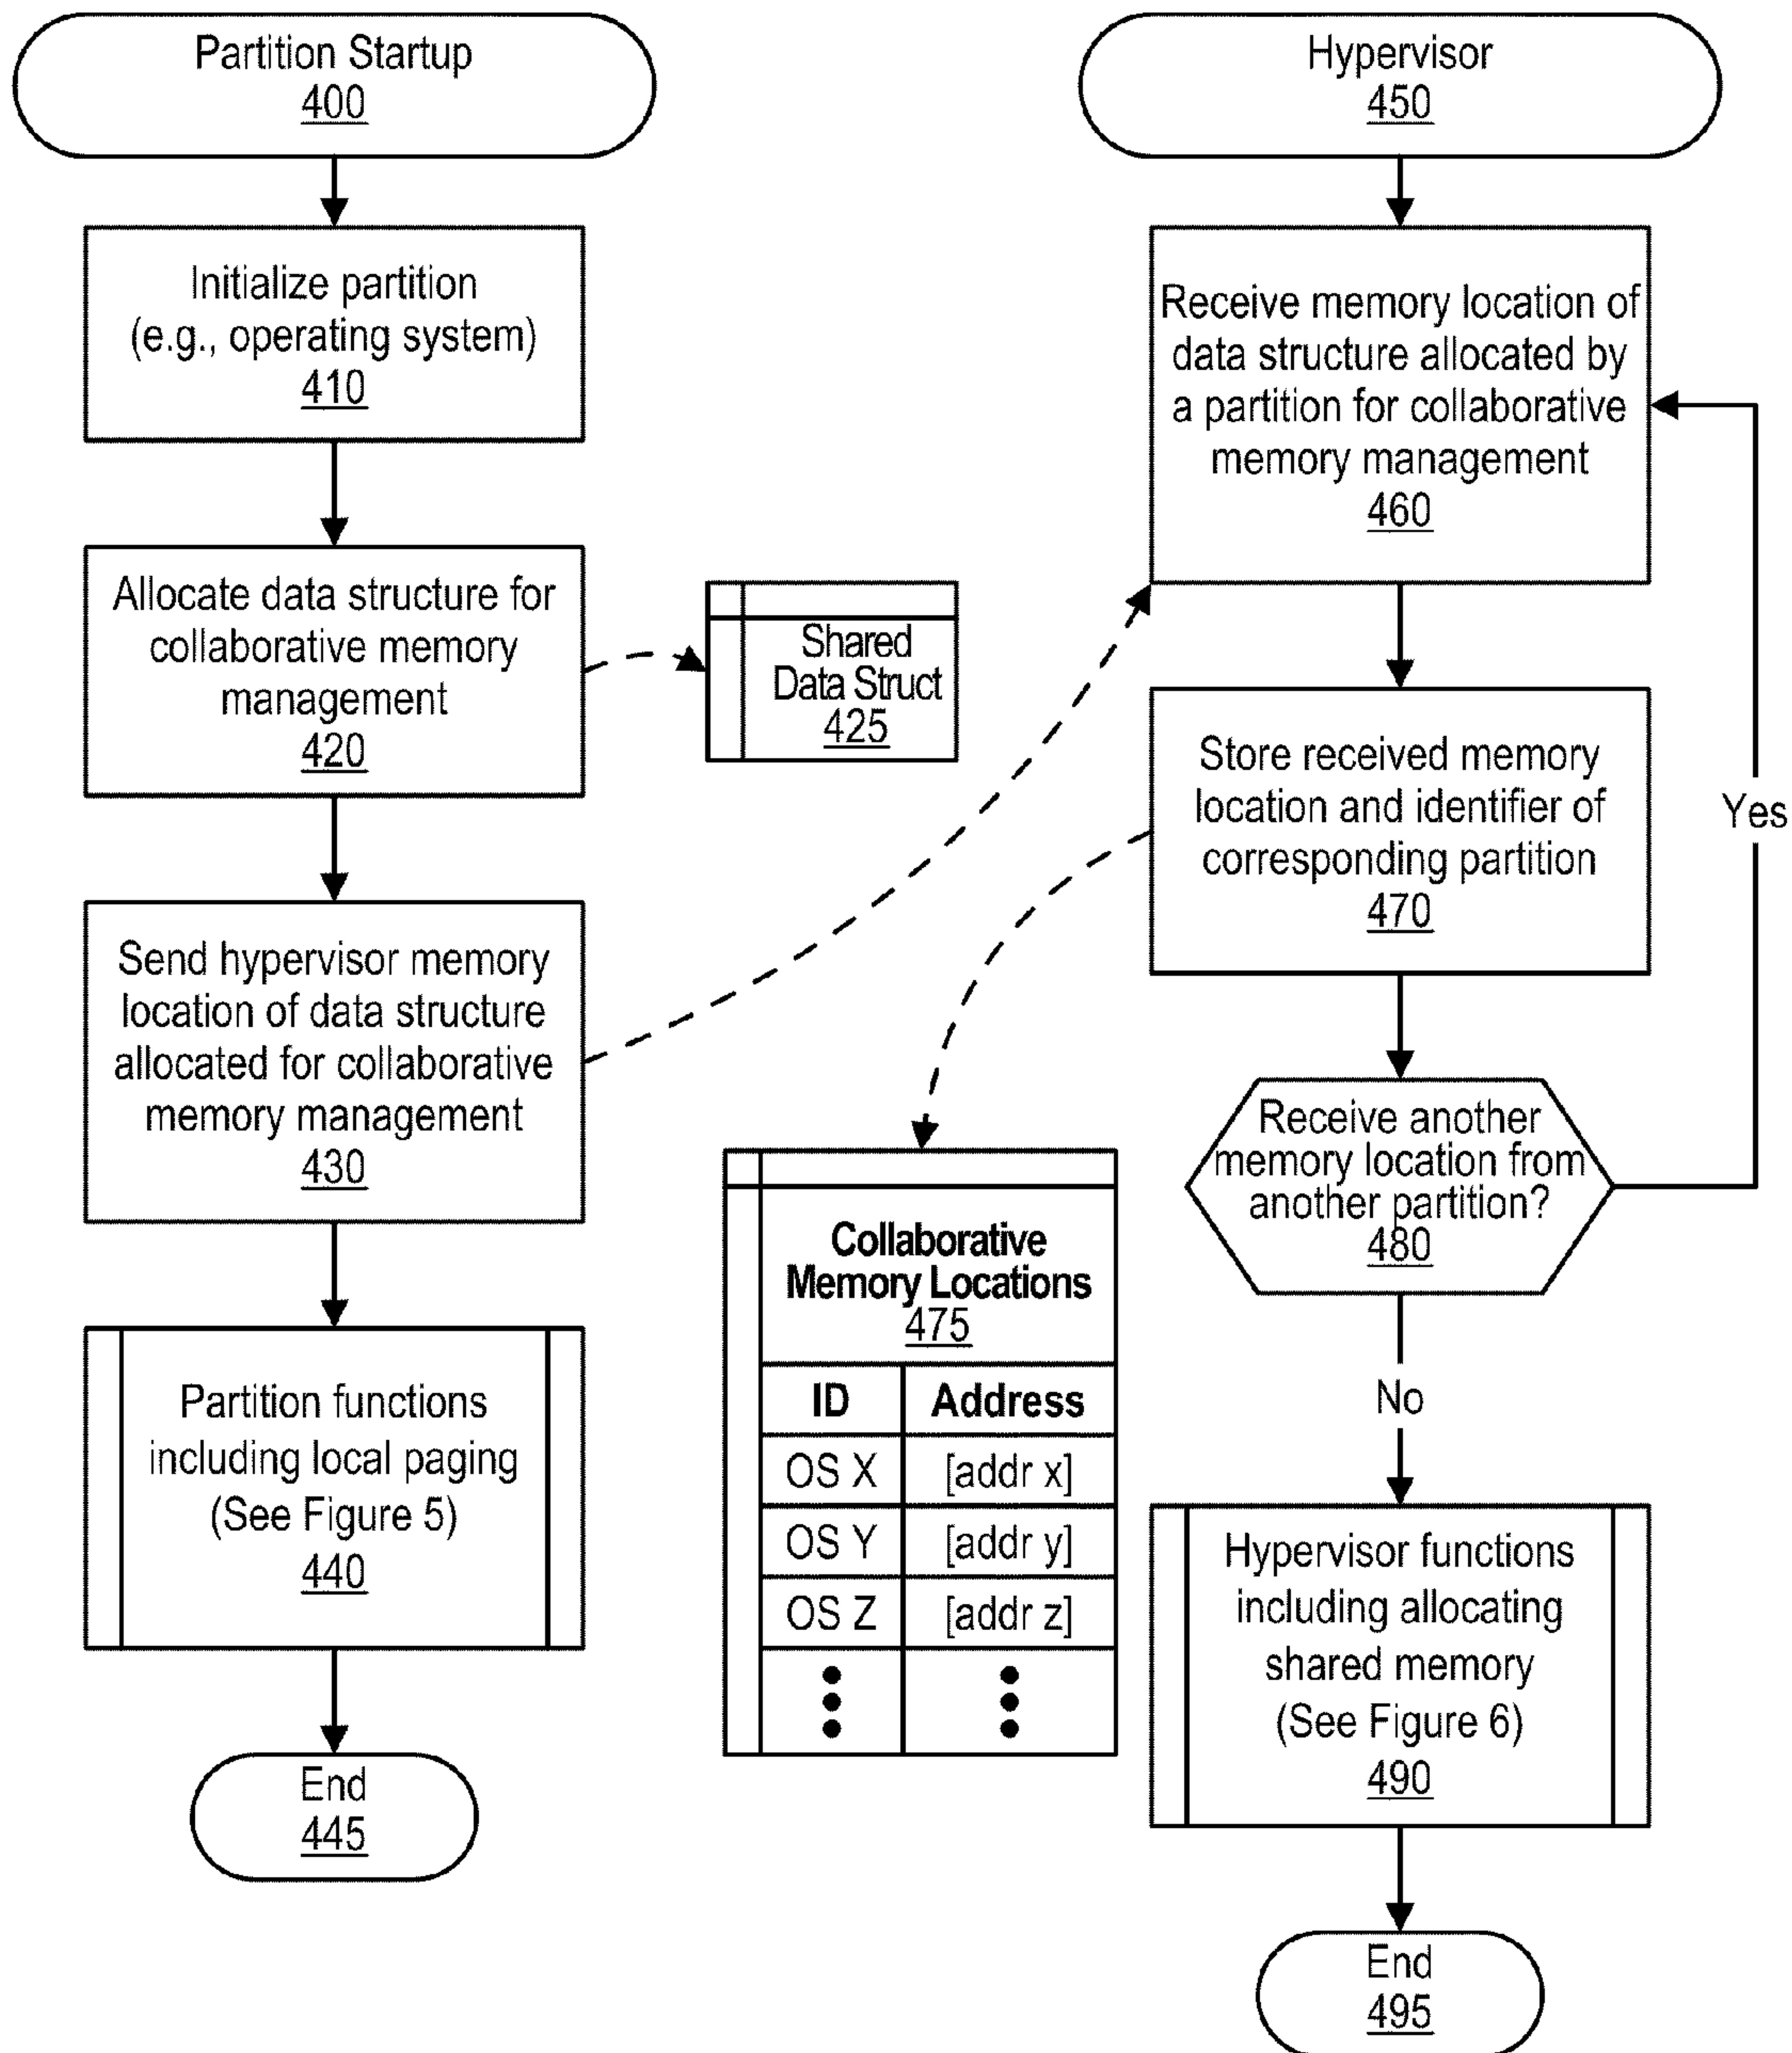 Partition Startup
400
Initialize partition
(e.g., operating system)
410
Allocate data structure for
collaborative memory
management
420
Shared
Data Struct
425
Send hypervisor memory
location of data structure
allocated for collaborative
memory management
430
Partition functions
including local paging
(See Figure 5)
440
End
445
Collaborative
Memory Locations
475
ID Address
OS X [addr x]
OS Y [addr y]
OS Z [addr z]
Hypervisor
450
Receive memory location of
data structure allocated by
a partition for collaborative
memory management
460
Store received memory
location and identifier of
corresponding partition
470
Yes
Receive another
memory location from
another partition?
480
No
Hypervisor functions
including allocating
shared memory
(See Figure 6)
490
End
495